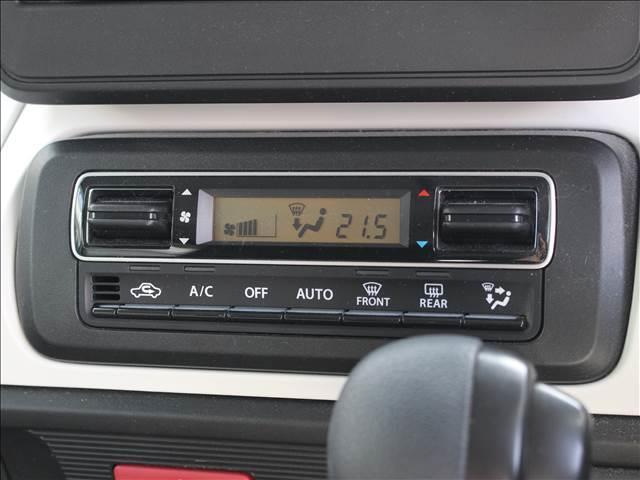 21.5
A/C OFF AUTO FRONT REAR